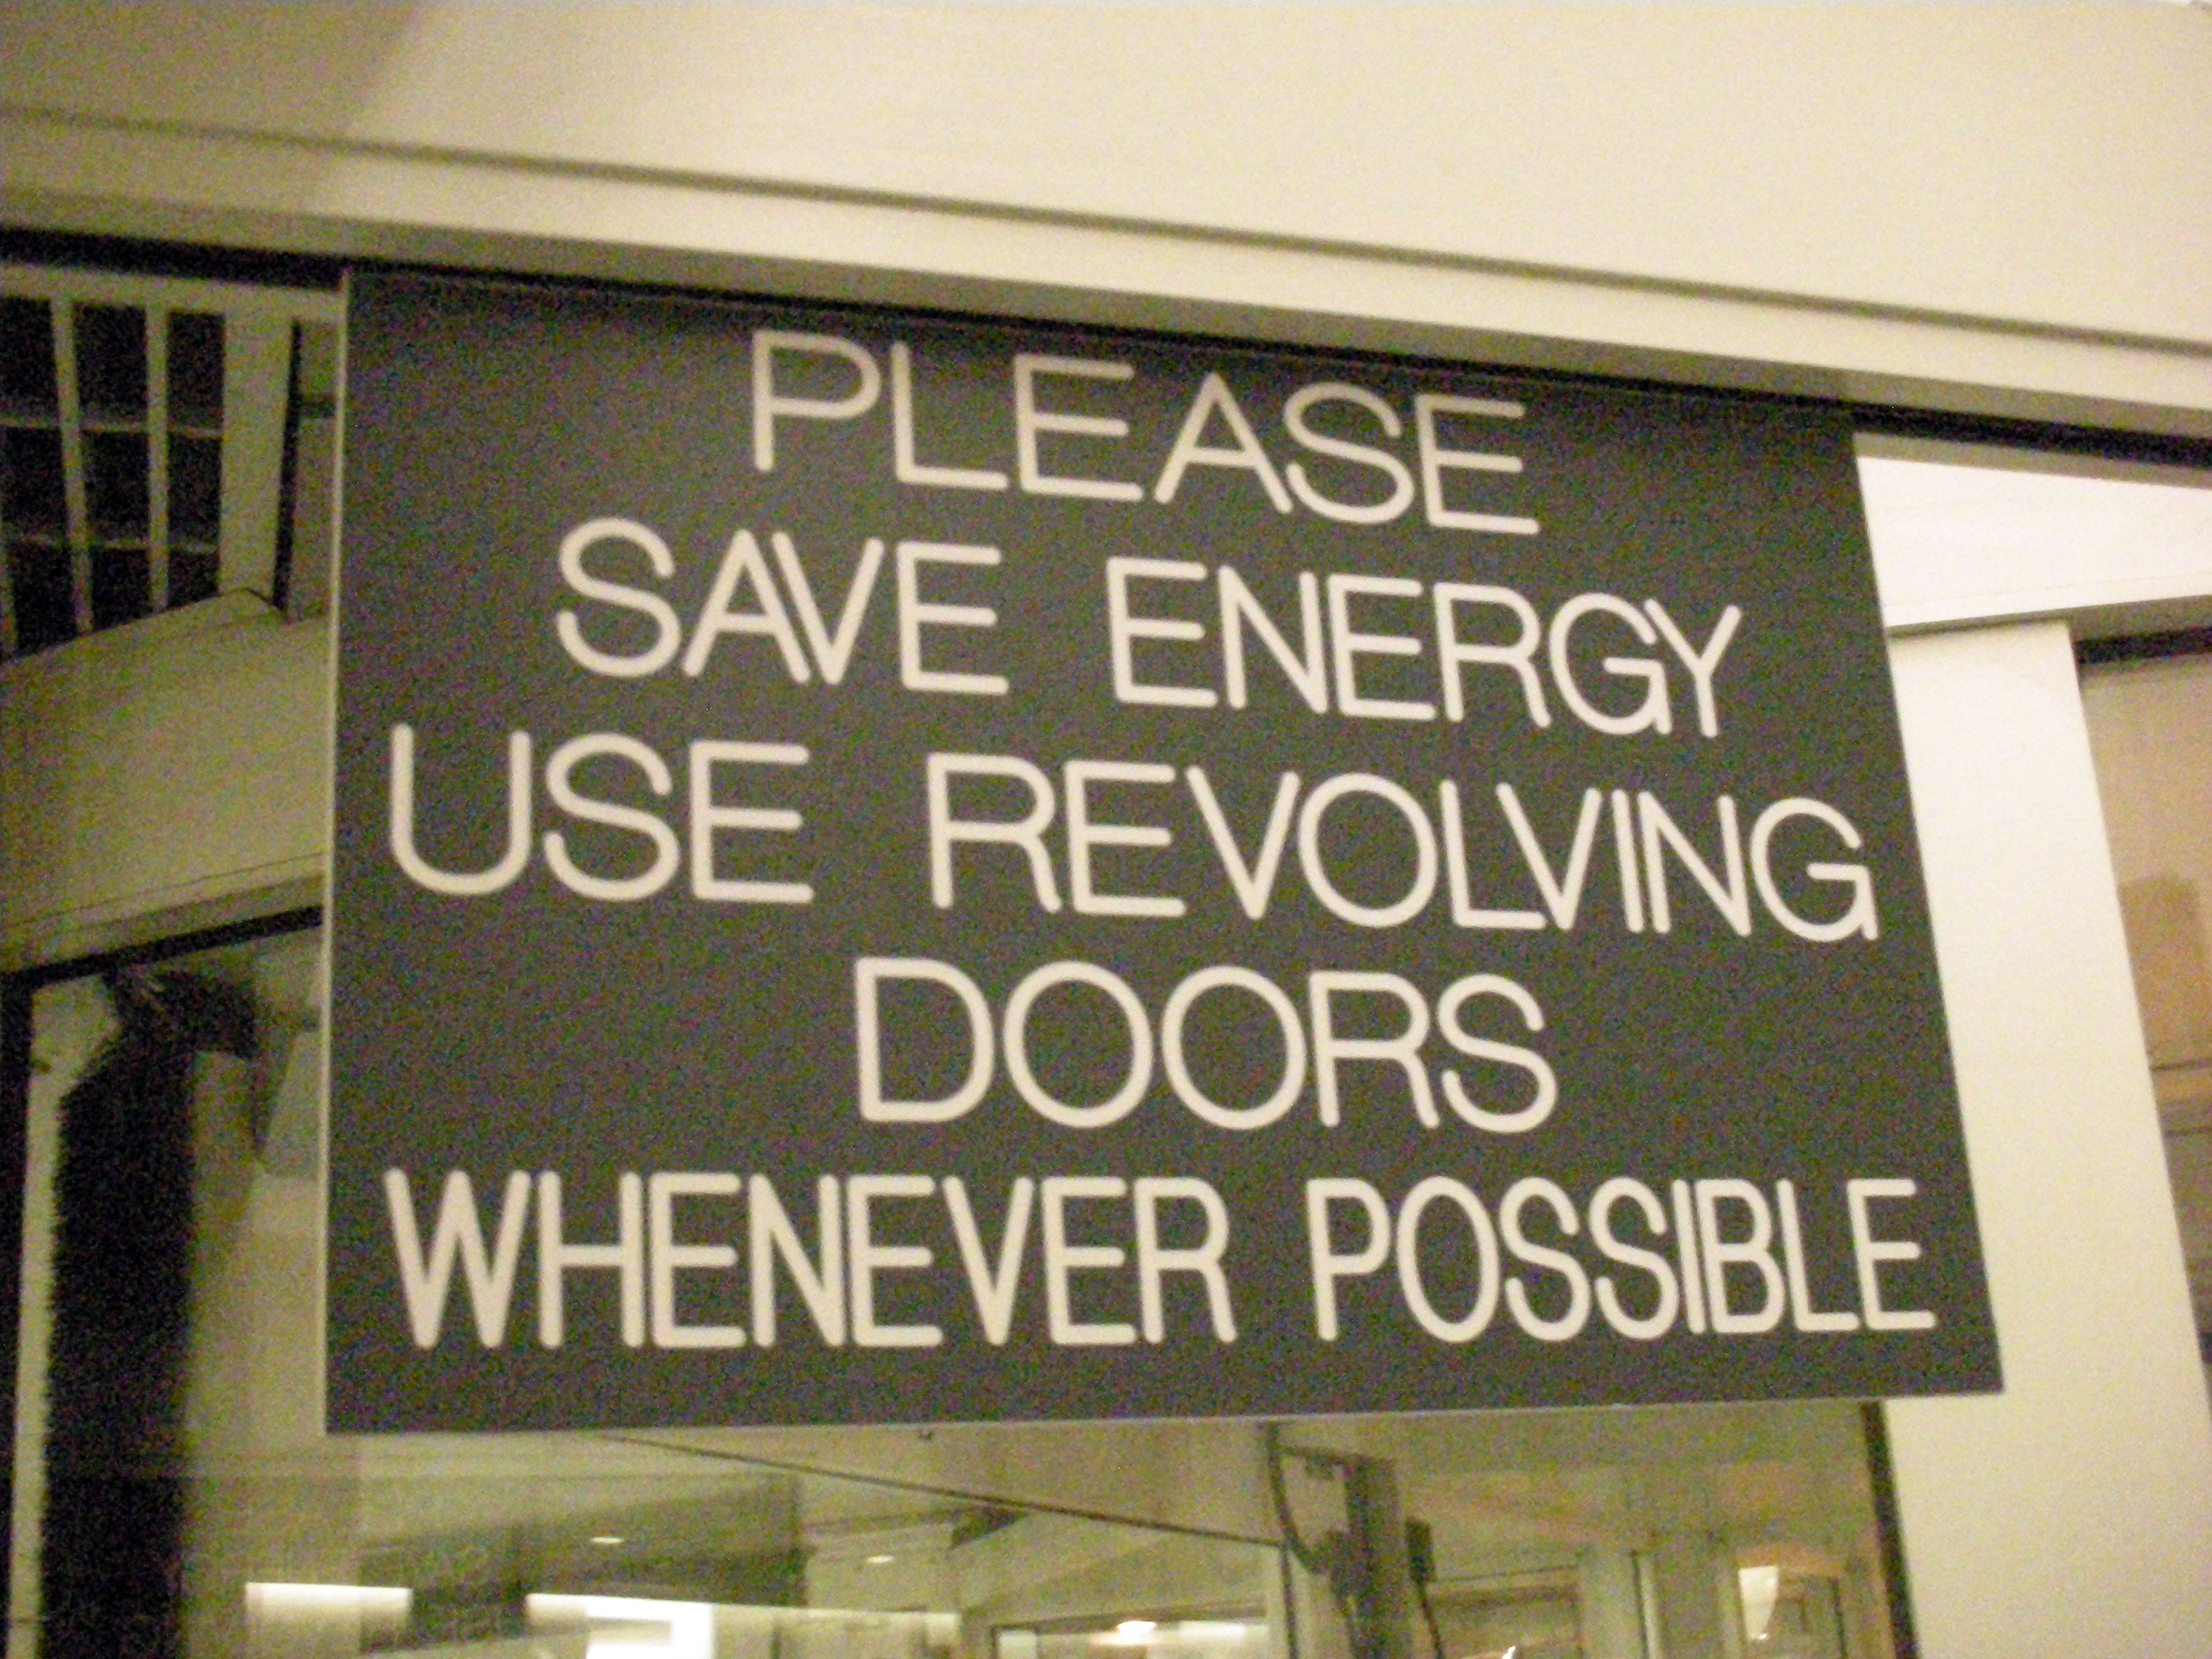 PLEASE
SAVE ENERGY
USE REVOLVING
DOORS
WHENEVER POSSIBLE